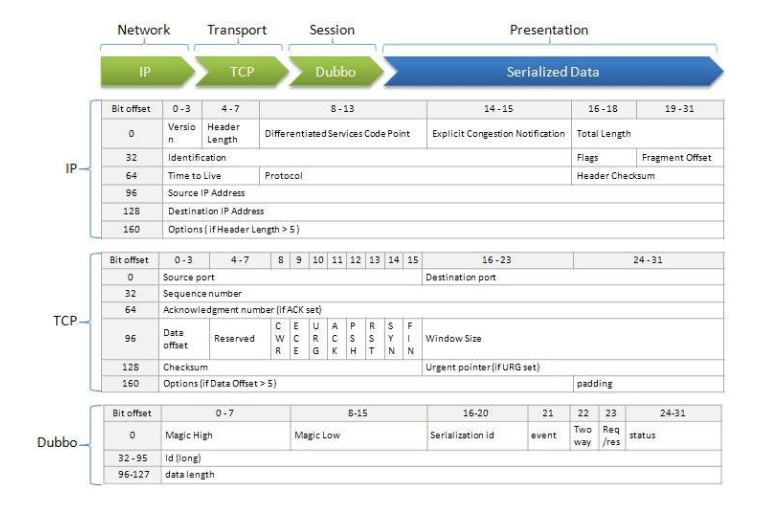 Network Transport Session Presentation
IP TCP Dubbo Serialized Data
IP
Bit offset 0-3 4-7 8-13 14-15 16-18 19-31
0 Versio
n Header
Length Differentiated Services Code Point Explicit Congestion Notification Total Length
32 Identification Flags Fragment Offset
64 Time to Live Protocol Header Checksum
96 Source IP Address
128 Destination IP Address
160 Options ( if Header Length > 5 )
TCP
Bit offset 0-3 4-7 8 9 10 11 12 13 14 15 16-23 24-31
0 Source port Destination port
32 Sequence number
64 Acknowledgment number (if ACK set)
96 Data
offset Reserved CWR ECE URG ACK PSH RST SYN FIN Window Size
128 Checksum Urgent pointer (if URG set)
160 Options (if Data Offset > 5) padding
Dubbo
Bit offset 0-7 8-15 16-20 21 22 23 24-31
0 Magic High Magic Low Serialization id event Two
way Req
/res status
32 - 95 Id (long)
96-127 data length